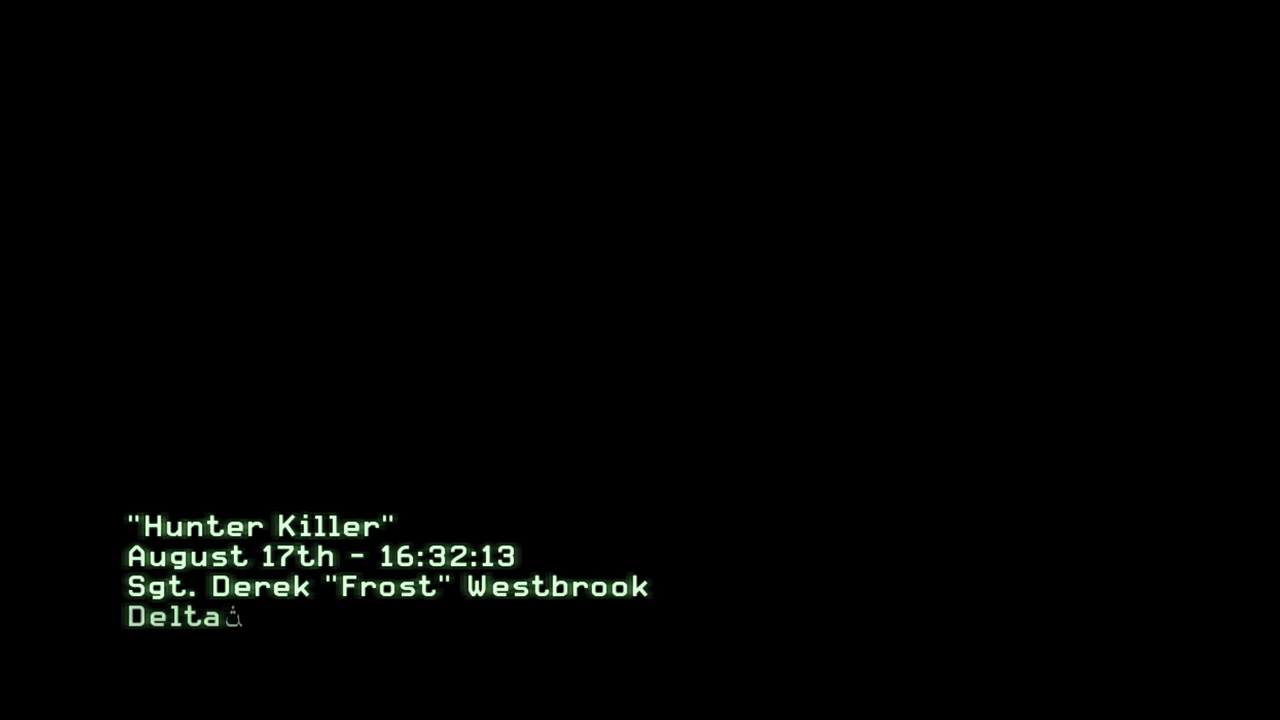 "Hunter Killer"
August 17th - 16:32:13
Sgt. Derek "Frost" Westbrook
Delta